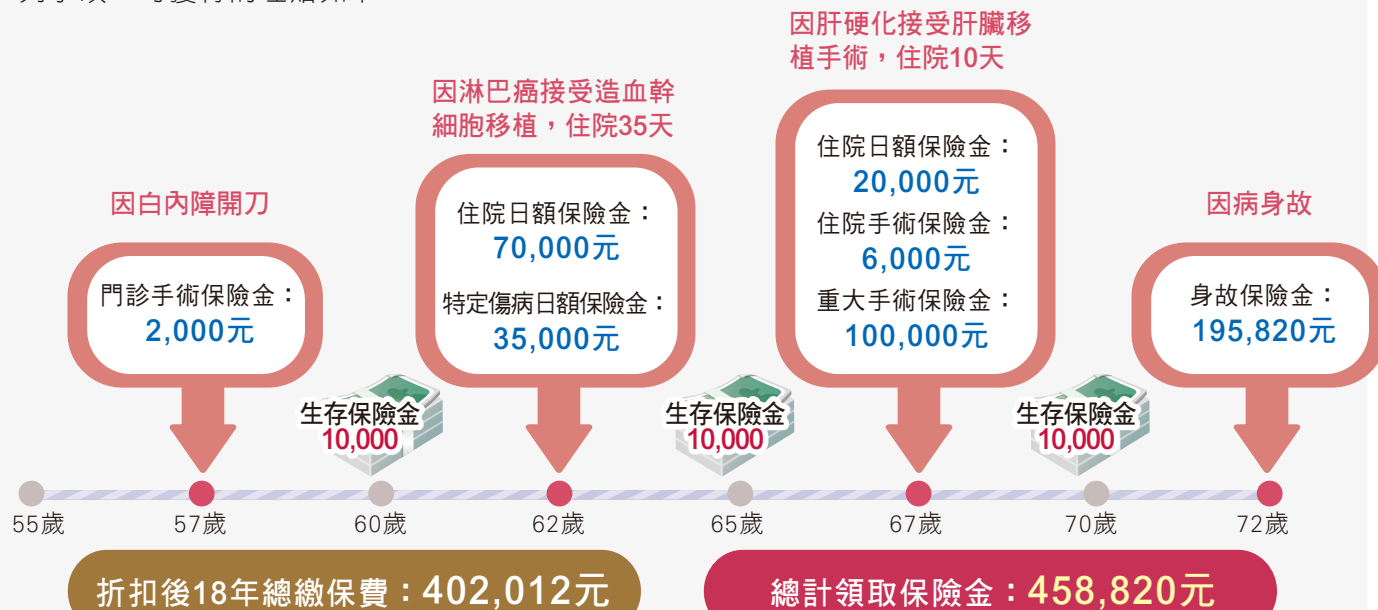 因白內障開刀
門診手術保險金：
2,000元
因淋巴癌接受造血幹
細胞移植，住院35天
住院日額保險金：
70,000元
特定傷病日額保險金：
35,000元
因肝硬化接受肝臟移
植手術，住院10天
住院日額保險金：
20,000元
住院手術保險金：
6,000元
重大手術保險金：
100,000元
因病身故
身故保險金：
195,820元
生存保險金
10,000
生存保險金
10,000
生存保險金
10,000
55歲
57歲
60歲
62歲
65歲
67歲
70歲
72歲
折扣後18年總繳保費：402,012元
總計領取保險金：458,820元